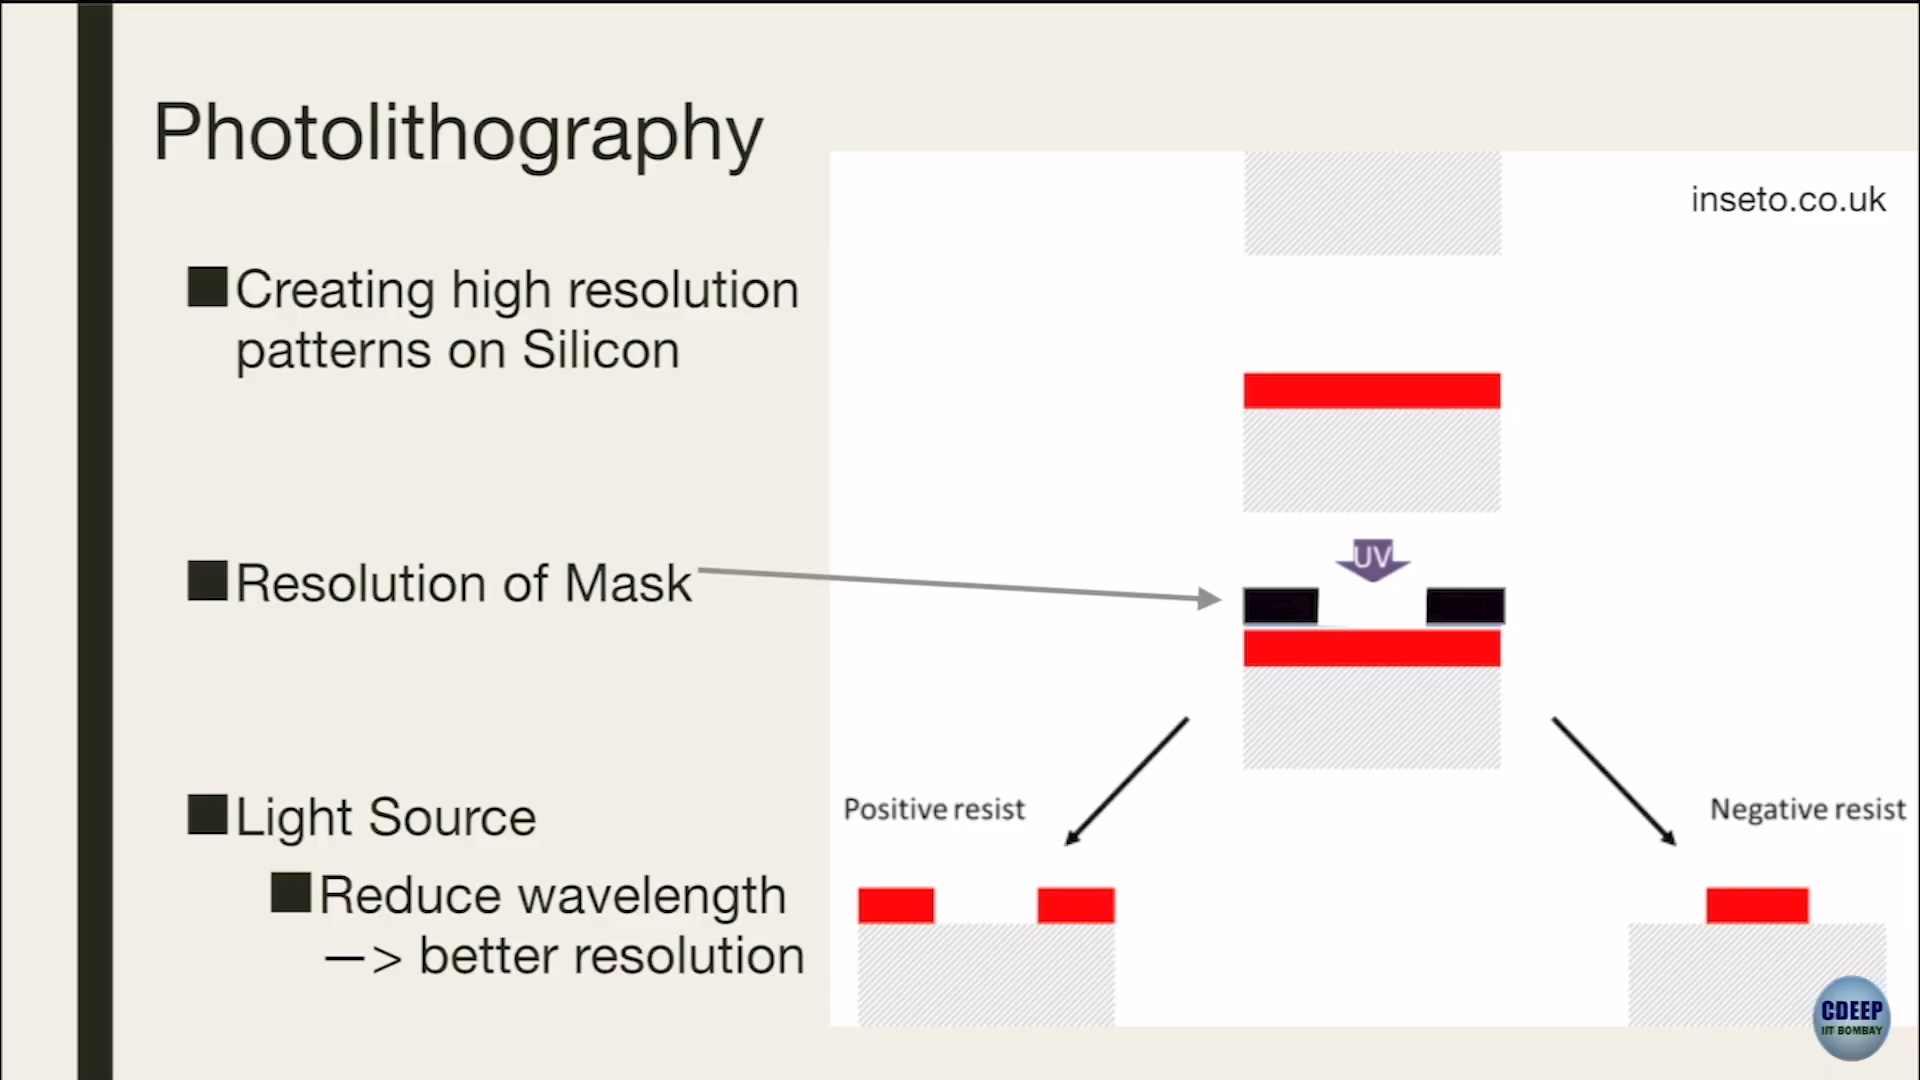 Photolithography
inseto.co.uk
Creating high resolution
patterns on Silicon
UV
Resolution of Mask
Positive resist
Negative resist
Light Source
Reduce wavelength
—> better resolution
CDEEP
IIT BOMBAY